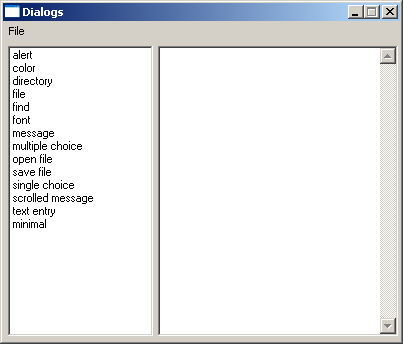 Dialogs
File
alert
color
directory
file
find
font
message
multiple choice
open file
save file
single choice
scrolled message
text entry
minimal